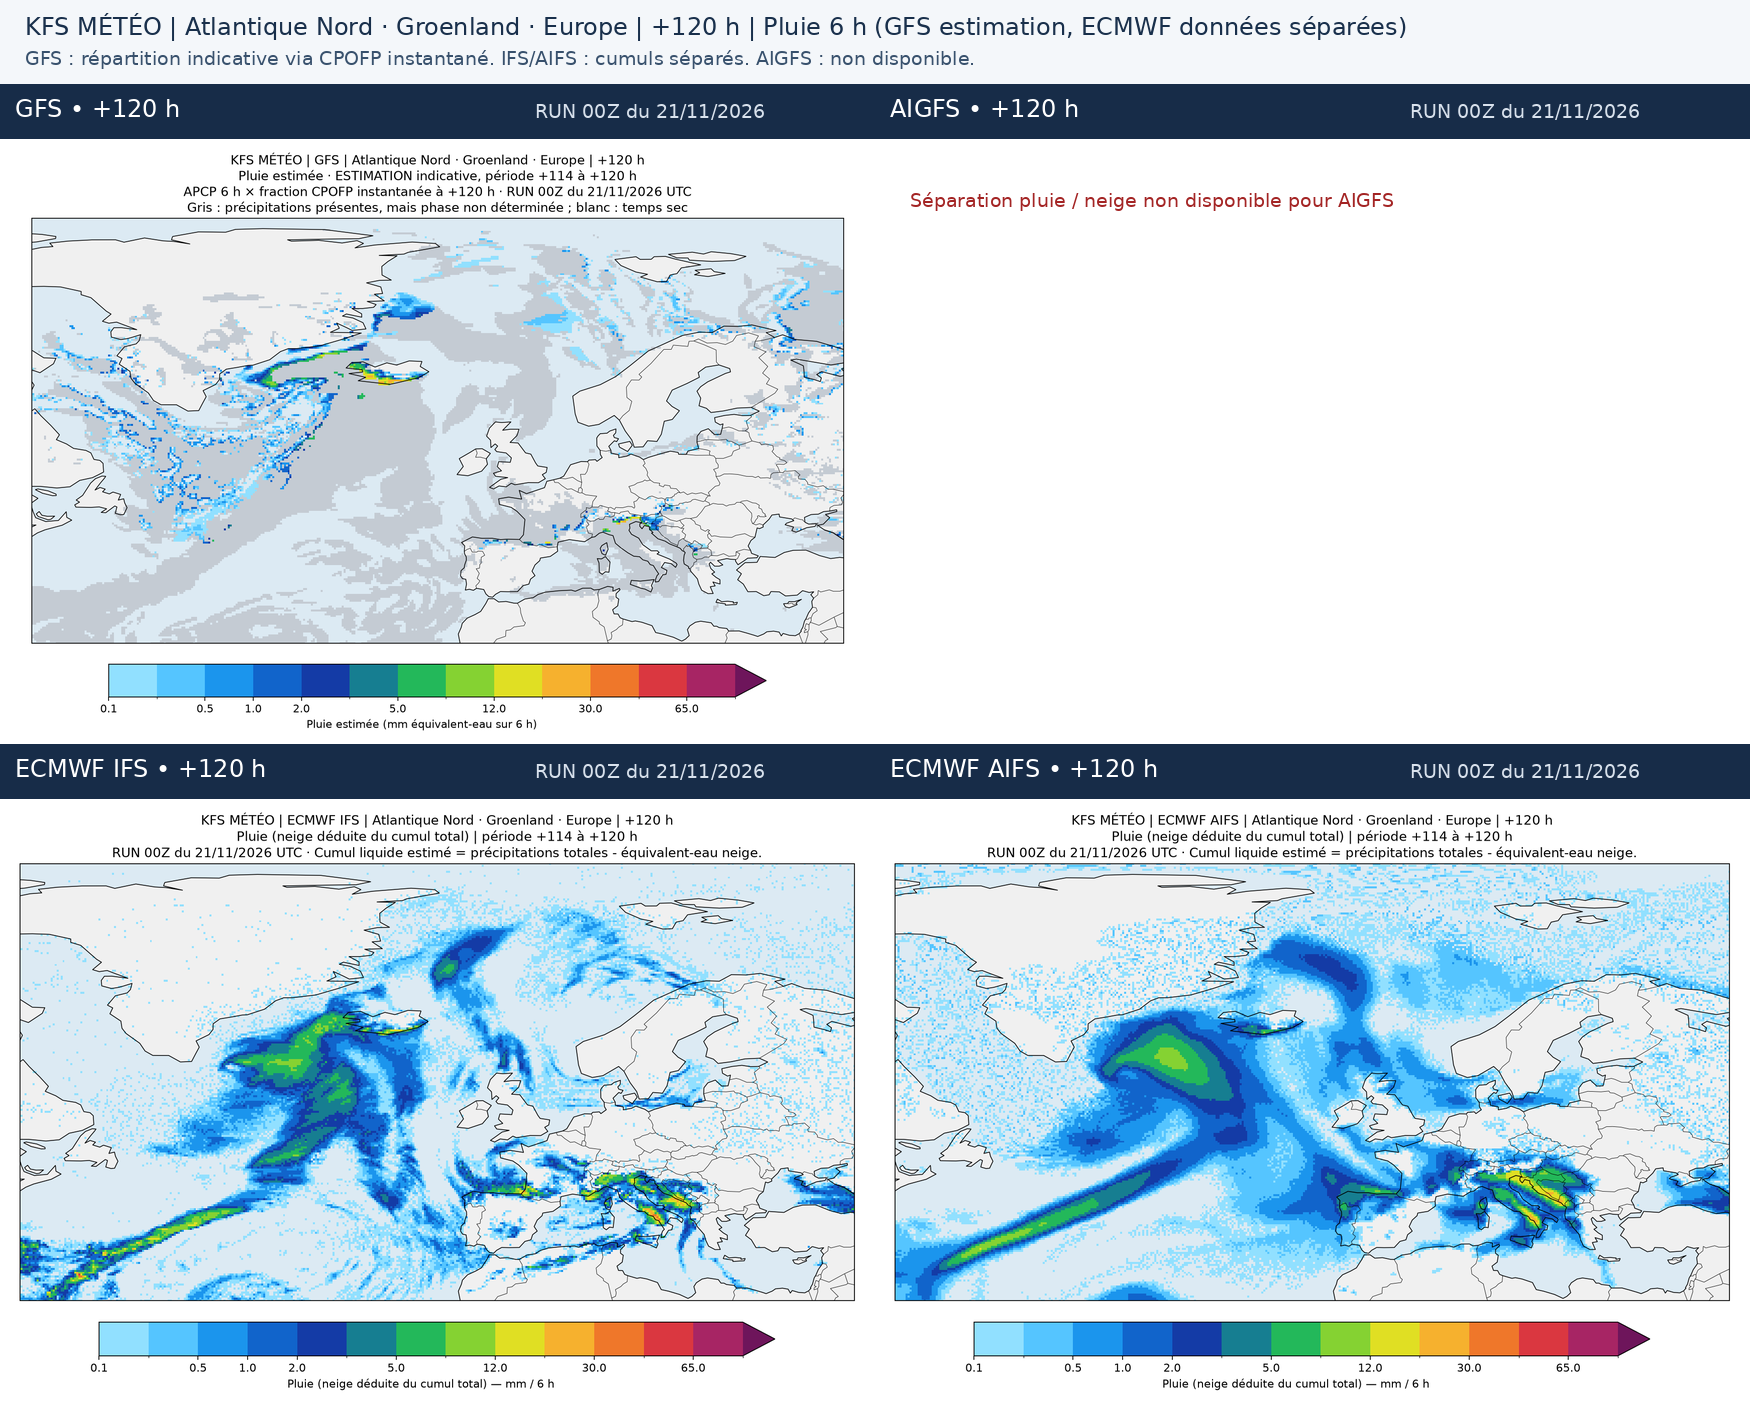 KFS MÉTÉO | Atlantique Nord · Groenland · Europe | +120 h | Pluie 6 h (GFS estimation, ECMWF données séparées)
GFS : répartition indicative via CPOFP instantané. IFS/AIFS : cumuls séparés. AIGFS : non disponible.
GFS • +120 h
RUN 00Z du 21/11/2026
AIGFS • +120 h
RUN 00Z du 21/11/2026
KFS MÉTÉO | GFS | Atlantique Nord · Groenland · Europe | +120 h
Pluie estimée · ESTIMATION indicative, période +114 à +120 h
APCP 6 h × fraction CPOFP instantanée à +120 h · RUN 00Z du 21/11/2026 UTC
Gris : précipitations présentes, mais phase non déterminée ; blanc : temps sec
Séparation pluie / neige non disponible pour AIGFS
0.1 0.5 1.0 2.0 5.0 12.0 30.0 65.0
Pluie estimée (mm équivalent-eau sur 6 h)
ECMWF IFS • +120 h
RUN 00Z du 21/11/2026
ECMWF AIFS • +120 h
RUN 00Z du 21/11/2026
KFS MÉTÉO | ECMWF IFS | Atlantique Nord · Groenland · Europe | +120 h
Pluie (neige déduite du cumul total) | période +114 à +120 h
RUN 00Z du 21/11/2026 UTC · Cumul liquide estimé = précipitations totales - équivalent-eau neige.
KFS MÉTÉO | ECMWF AIFS | Atlantique Nord · Groenland · Europe | +120 h
Pluie (neige déduite du cumul total) | période +114 à +120 h
RUN 00Z du 21/11/2026 UTC · Cumul liquide estimé = précipitations totales - équivalent-eau neige.
0.1 0.5 1.0 2.0 5.0 12.0 30.0 65.0
Pluie (neige déduite du cumul total) — mm / 6 h
0.1 0.5 1.0 2.0 5.0 12.0 30.0 65.0
Pluie (neige déduite du cumul total) — mm / 6 h